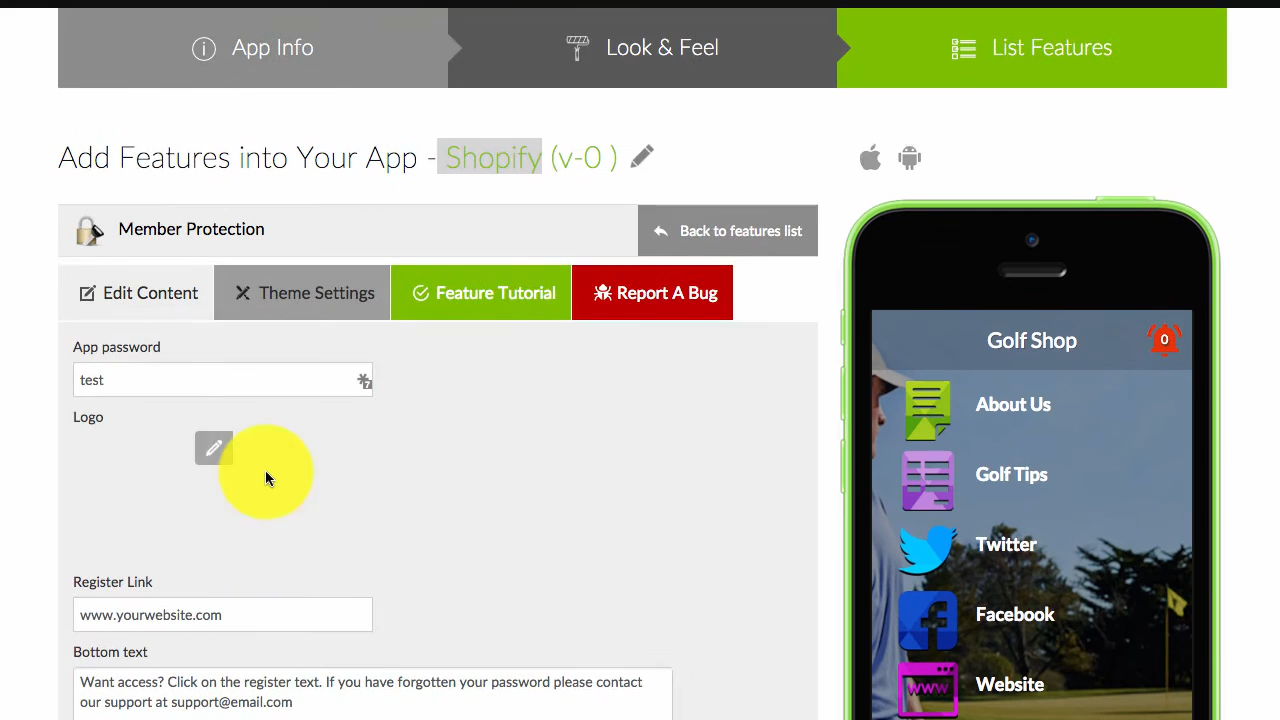 App Info
Look & Feel
List Features
Add Features into Your App - Shopify (v-0 )
Member Protection
Back to features list
Edit Content
Theme Settings
Feature Tutorial
Report A Bug
App password
test
7
Logo
Register Link
www.yourwebsite.com
Bottom text
Want access? Click on the register text. If you have forgotten your password please contact
our support at support@email.com
Golf Shop
0
About Us
Golf Tips
Twitter
Facebook
WWW
Website